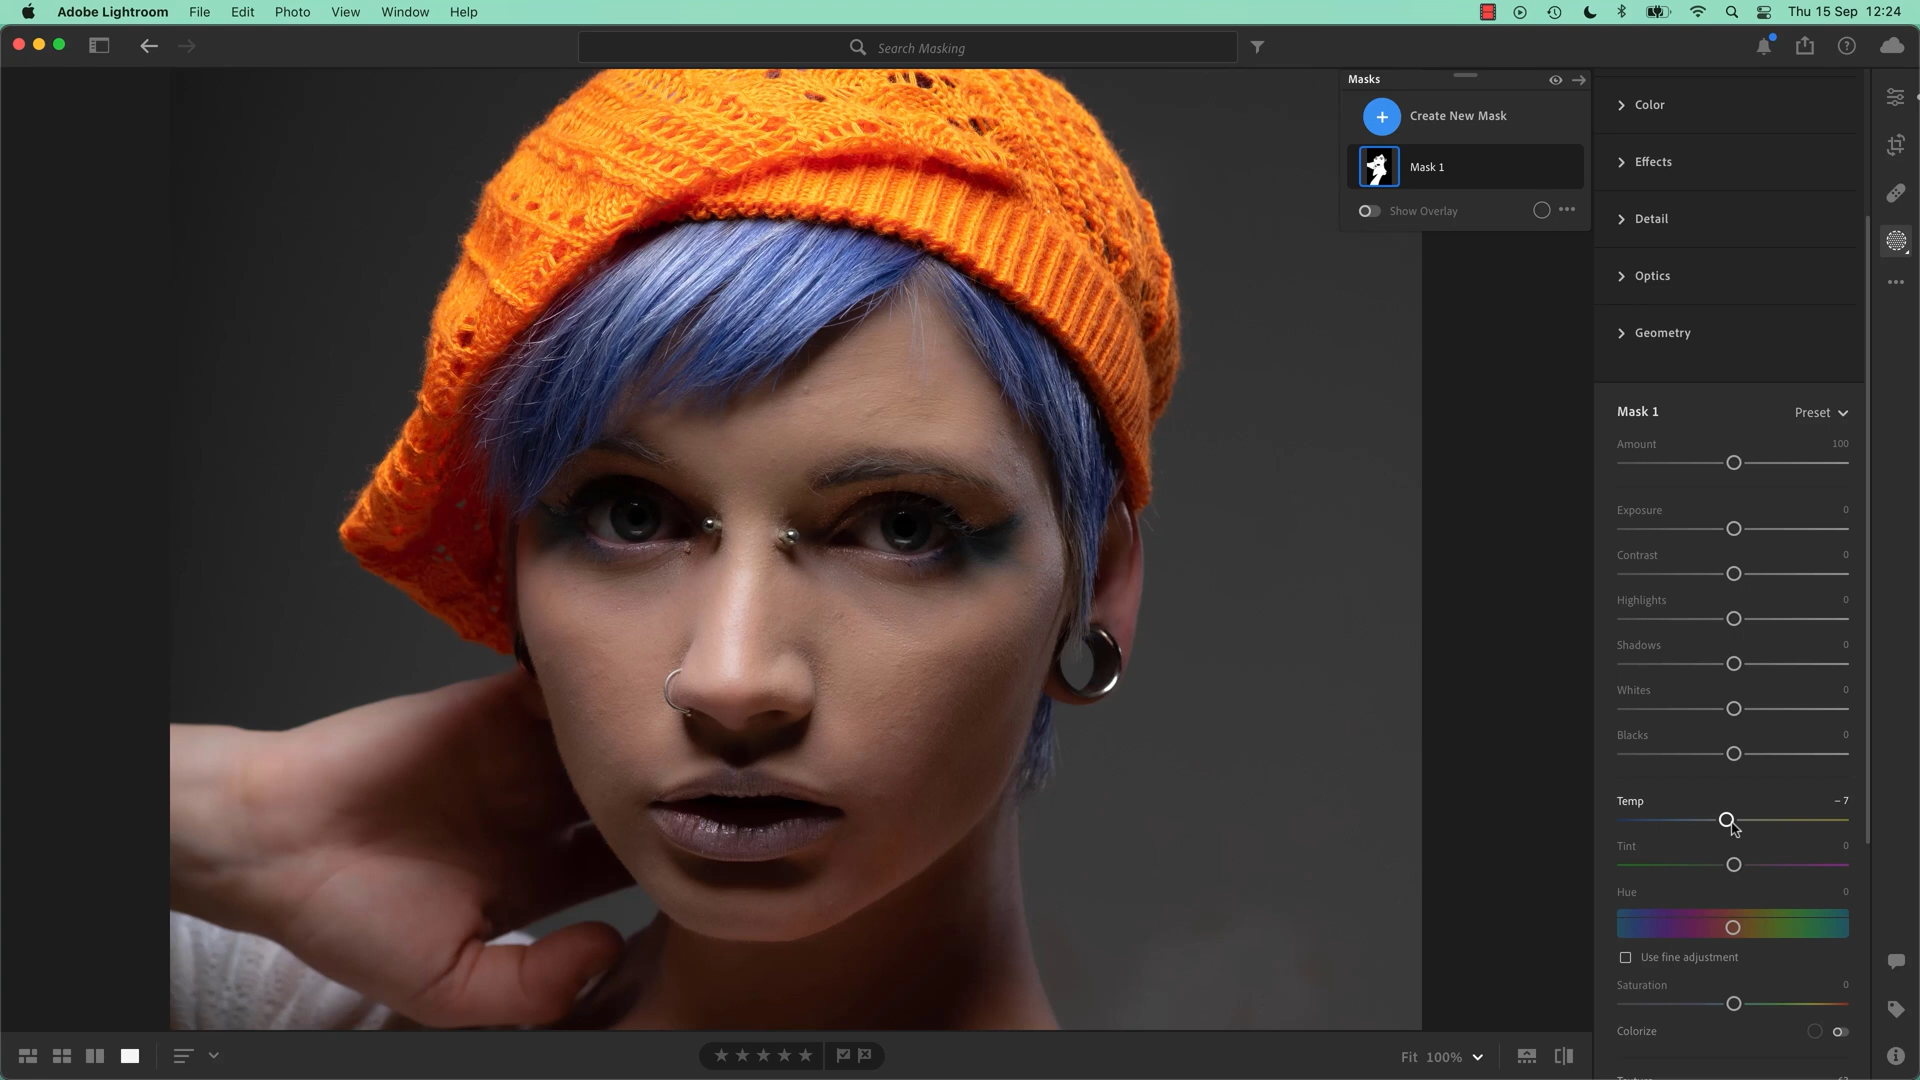 Adobe Lightroom File Edit Photo View Window Help Thu 15 Sep 12:24
Search Masking
Masks
Create New Mask
Mask 1
Show Overlay
Color
Effects
Detail
Optics
Geometry
Mask 1 Preset
Amount 100
Exposure 0
Contrast 0
Highlights 0
Shadows 0
Whites 0
Blacks 0
Temp – 7
Tint 0
Hue 0
Use fine adjustment
Saturation 0
Colorize
Fit 100%